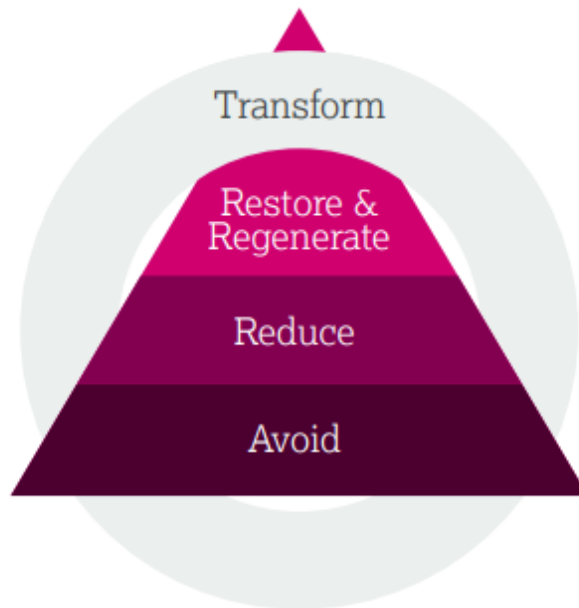 Transform
Restore &
Regenerate
Reduce
Avoid